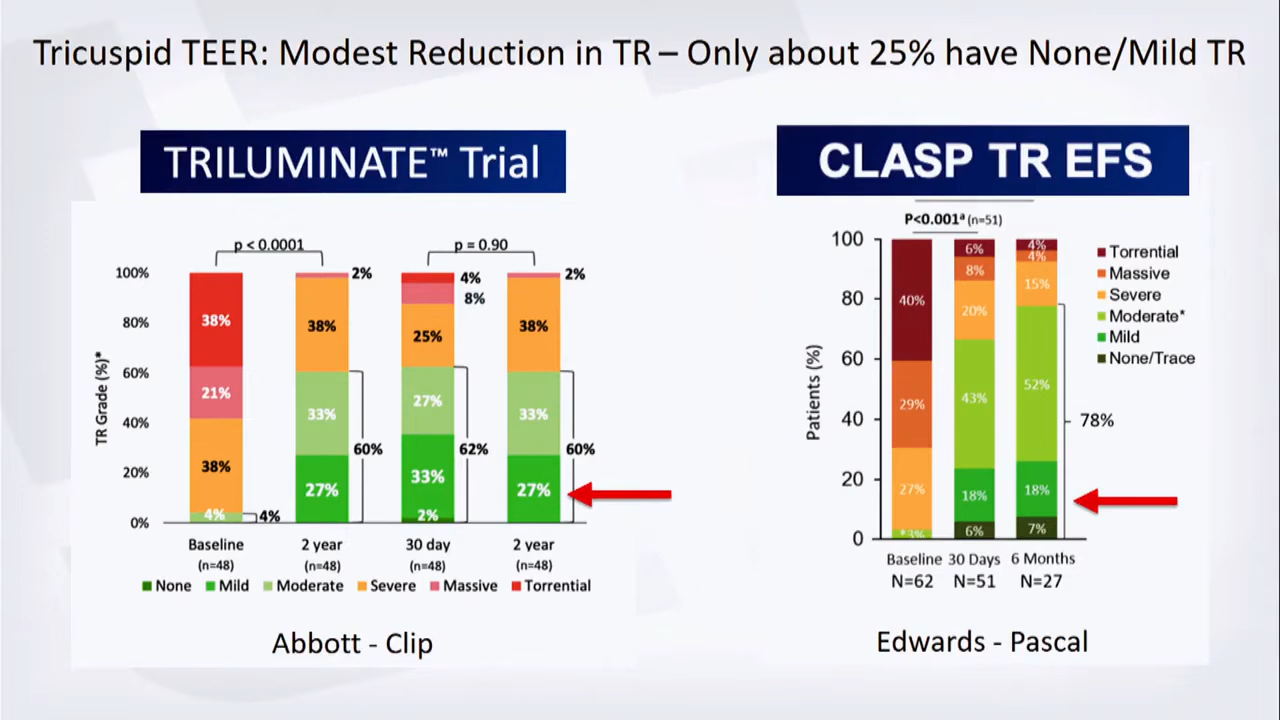 Tricuspid TEER: Modest Reduction in TR – Only about 25% have None/Mild TR
TRILUMINATE™ Trial
p < 0.0001
p = 0.90
TR Grade (%)*
100%
80%
60%
40%
20%
0%
38%
21%
38%
4%
4%
2%
38%
33%
27%
60%
4%
8%
25%
27%
33%
2%
62%
2%
38%
33%
27%
60%
Baseline
(n=48)
2 year
(n=48)
30 day
(n=48)
2 year
(n=48)
None Mild Moderate Severe Massive Torrential
Abbott - Clip
CLASP TR EFS
P<0.001ª (n=51)
Patients (%)
100
80
60
40
20
0
40%
29%
27%
*3%
6%
8%
20%
43%
18%
6%
4%
4%
15%
52%
18%
7%
78%
Torrential
Massive
Severe
Moderate*
Mild
None/Trace
Baseline 30 Days 6 Months
N=62 N=51 N=27
Edwards - Pascal